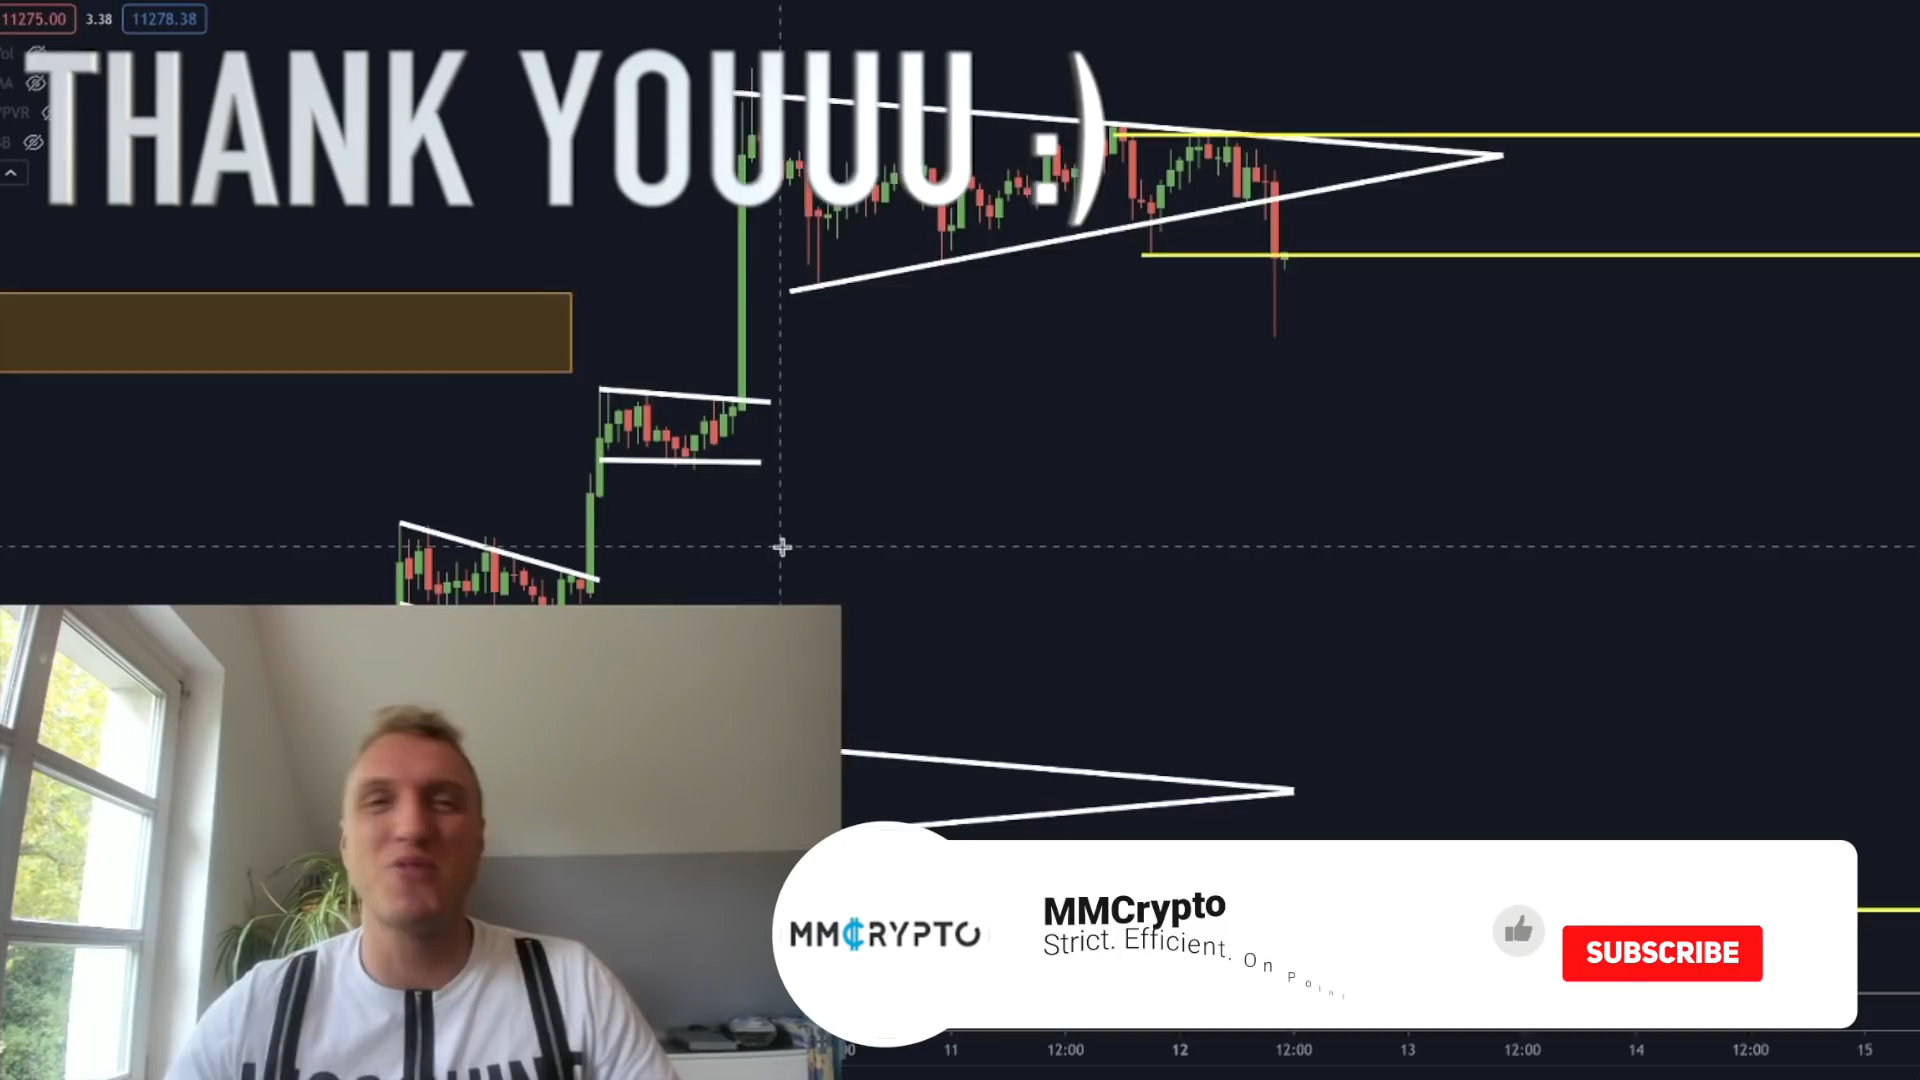 11275.00 3.38 11278.38
THANK YOUUU :)
MMCRYPTO
MMCrypto
Strict. Efficient. On Point
SUBSCRIBE
11 12:00 12 12:00 13 12:00 14 12:00 15